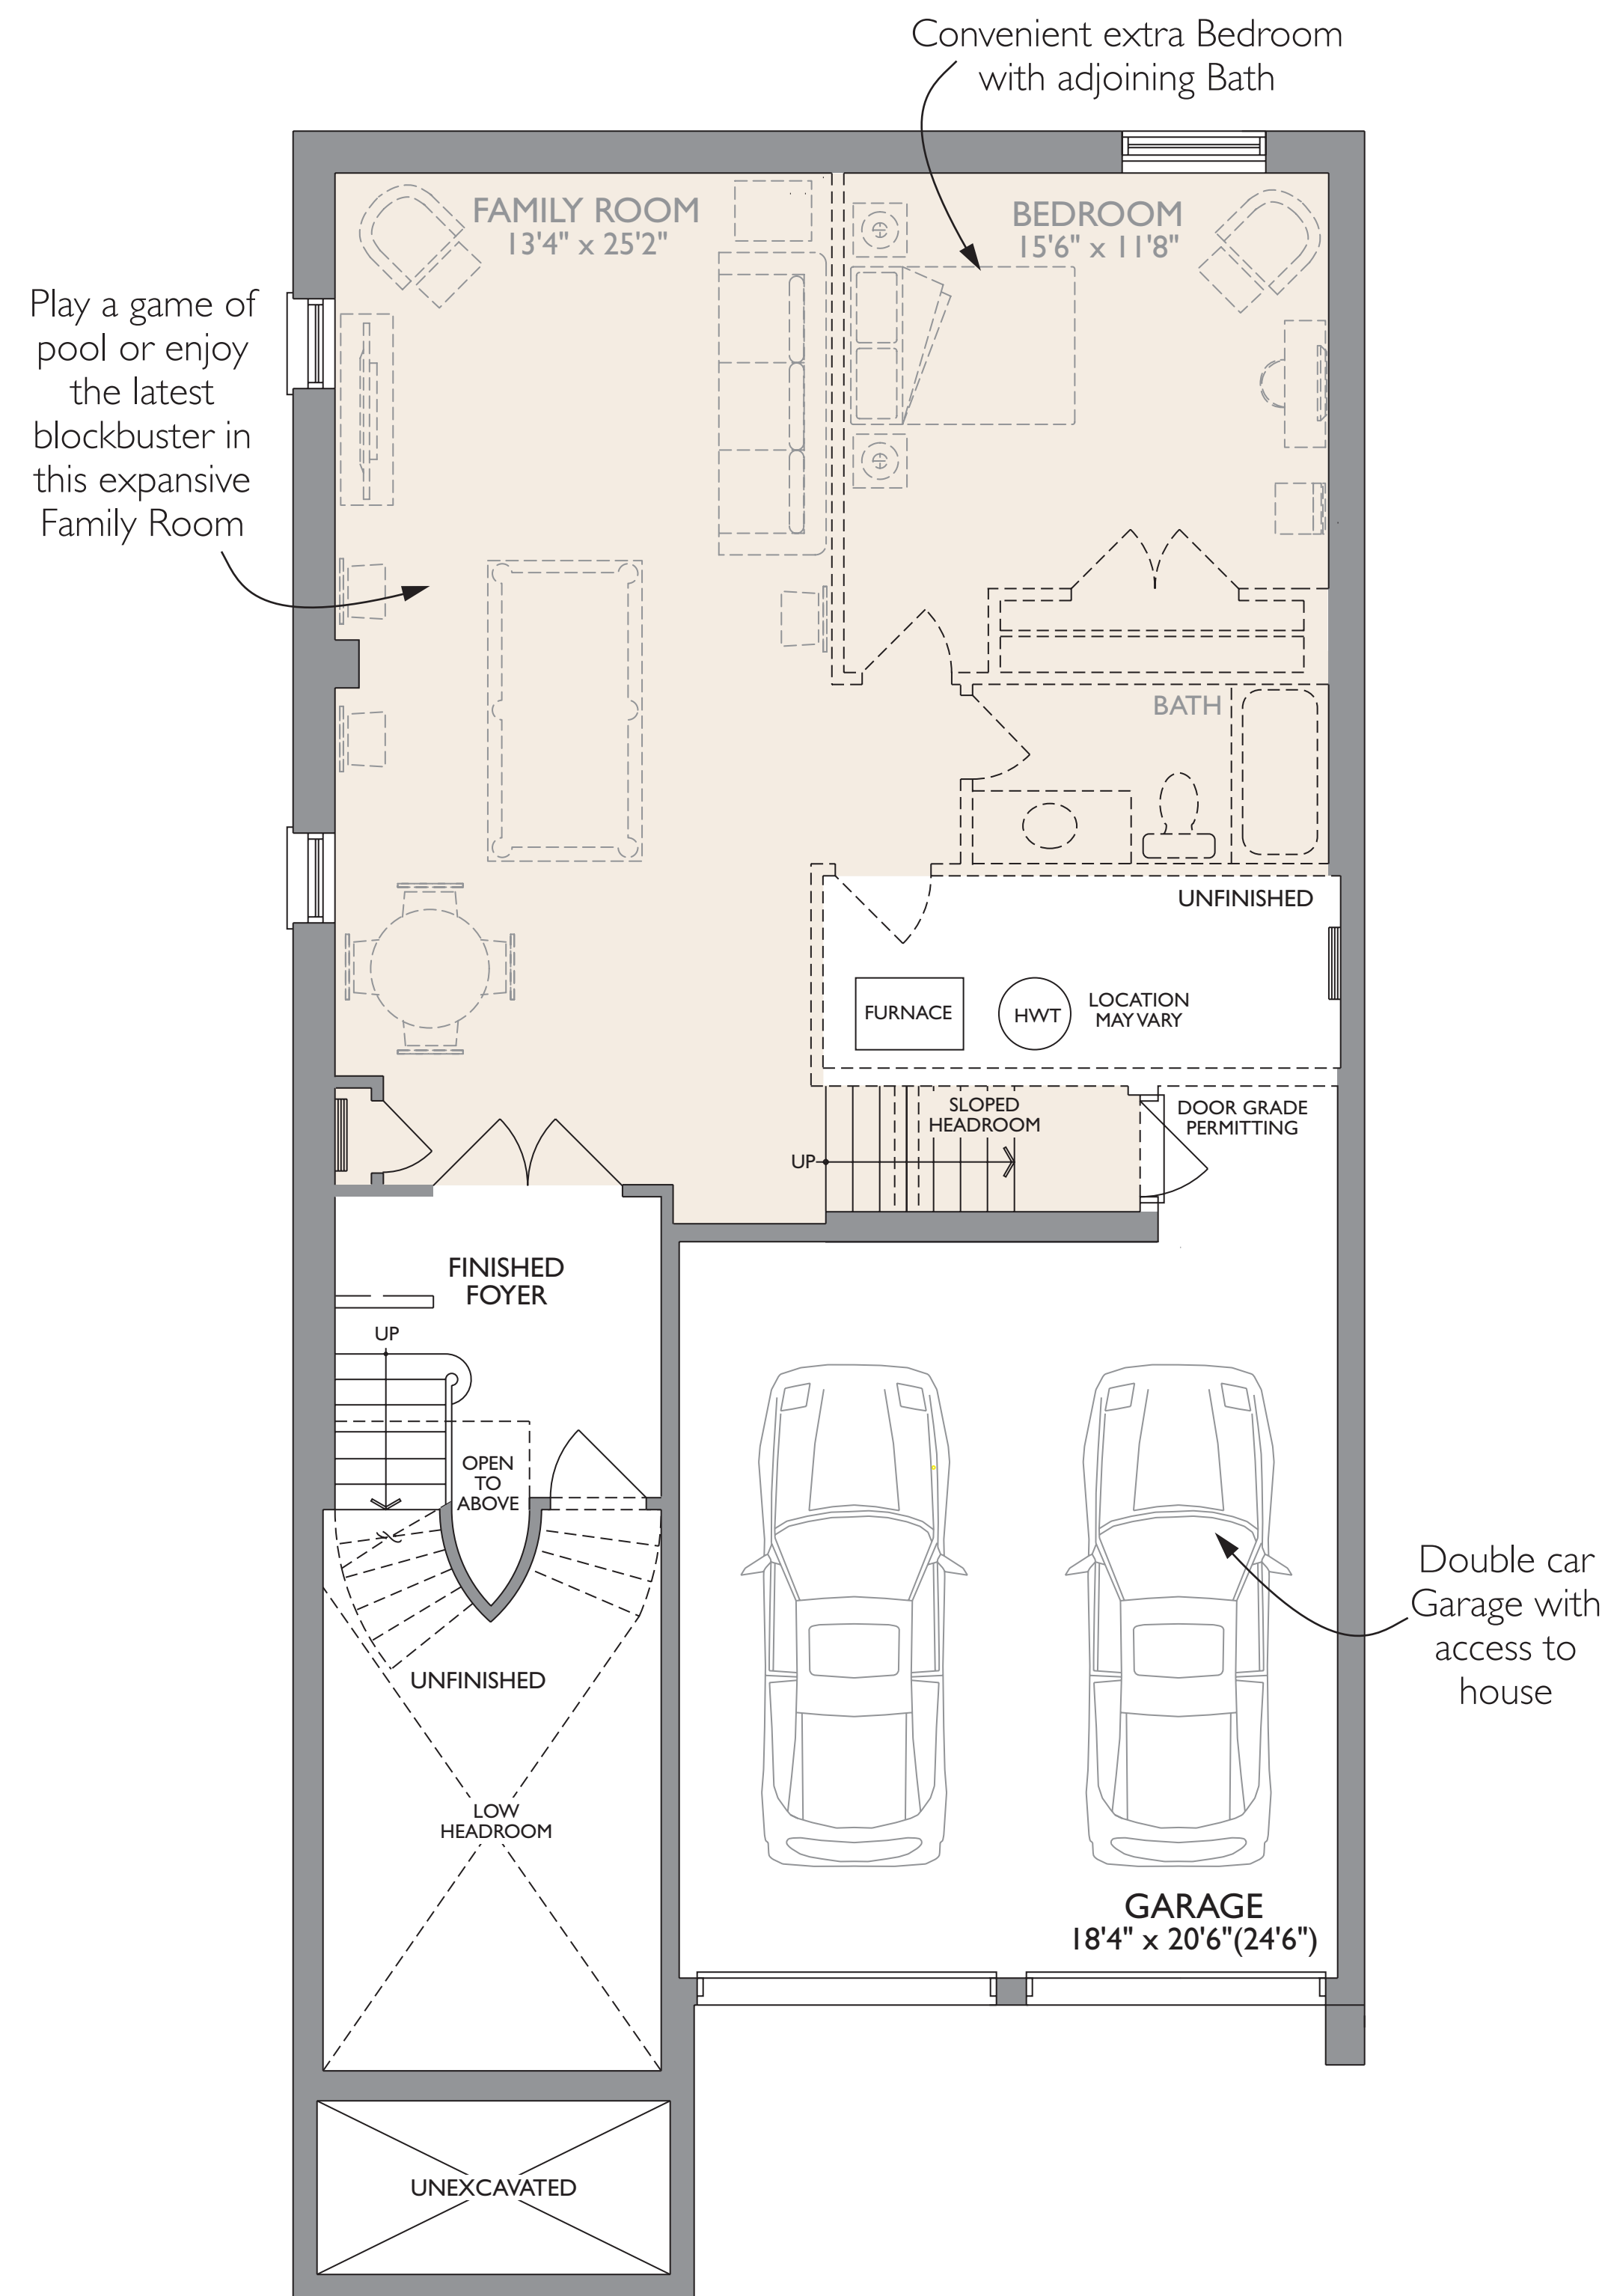 Convenient extra Bedroom
with adjoining Bath
FAMILY ROOM
13'4" x 25'2"
BEDROOM
15'6" x 11'8"
Play a game of
pool or enjoy
the latest
blockbuster in
this expansive
Family Room
BATH
UNFINISHED
FURNACE
HWT
LOCATION
MAY VARY
SLOPED
HEADROOM
DOOR GRADE
PERMITTING
UP
FINISHED
FOYER
UP
OPEN
TO
ABOVE
Double car
Garage with
access to
house
UNFINISHED
LOW
HEADROOM
GARAGE
18'4" x 20'6"(24'6")
UNEXCAVATED